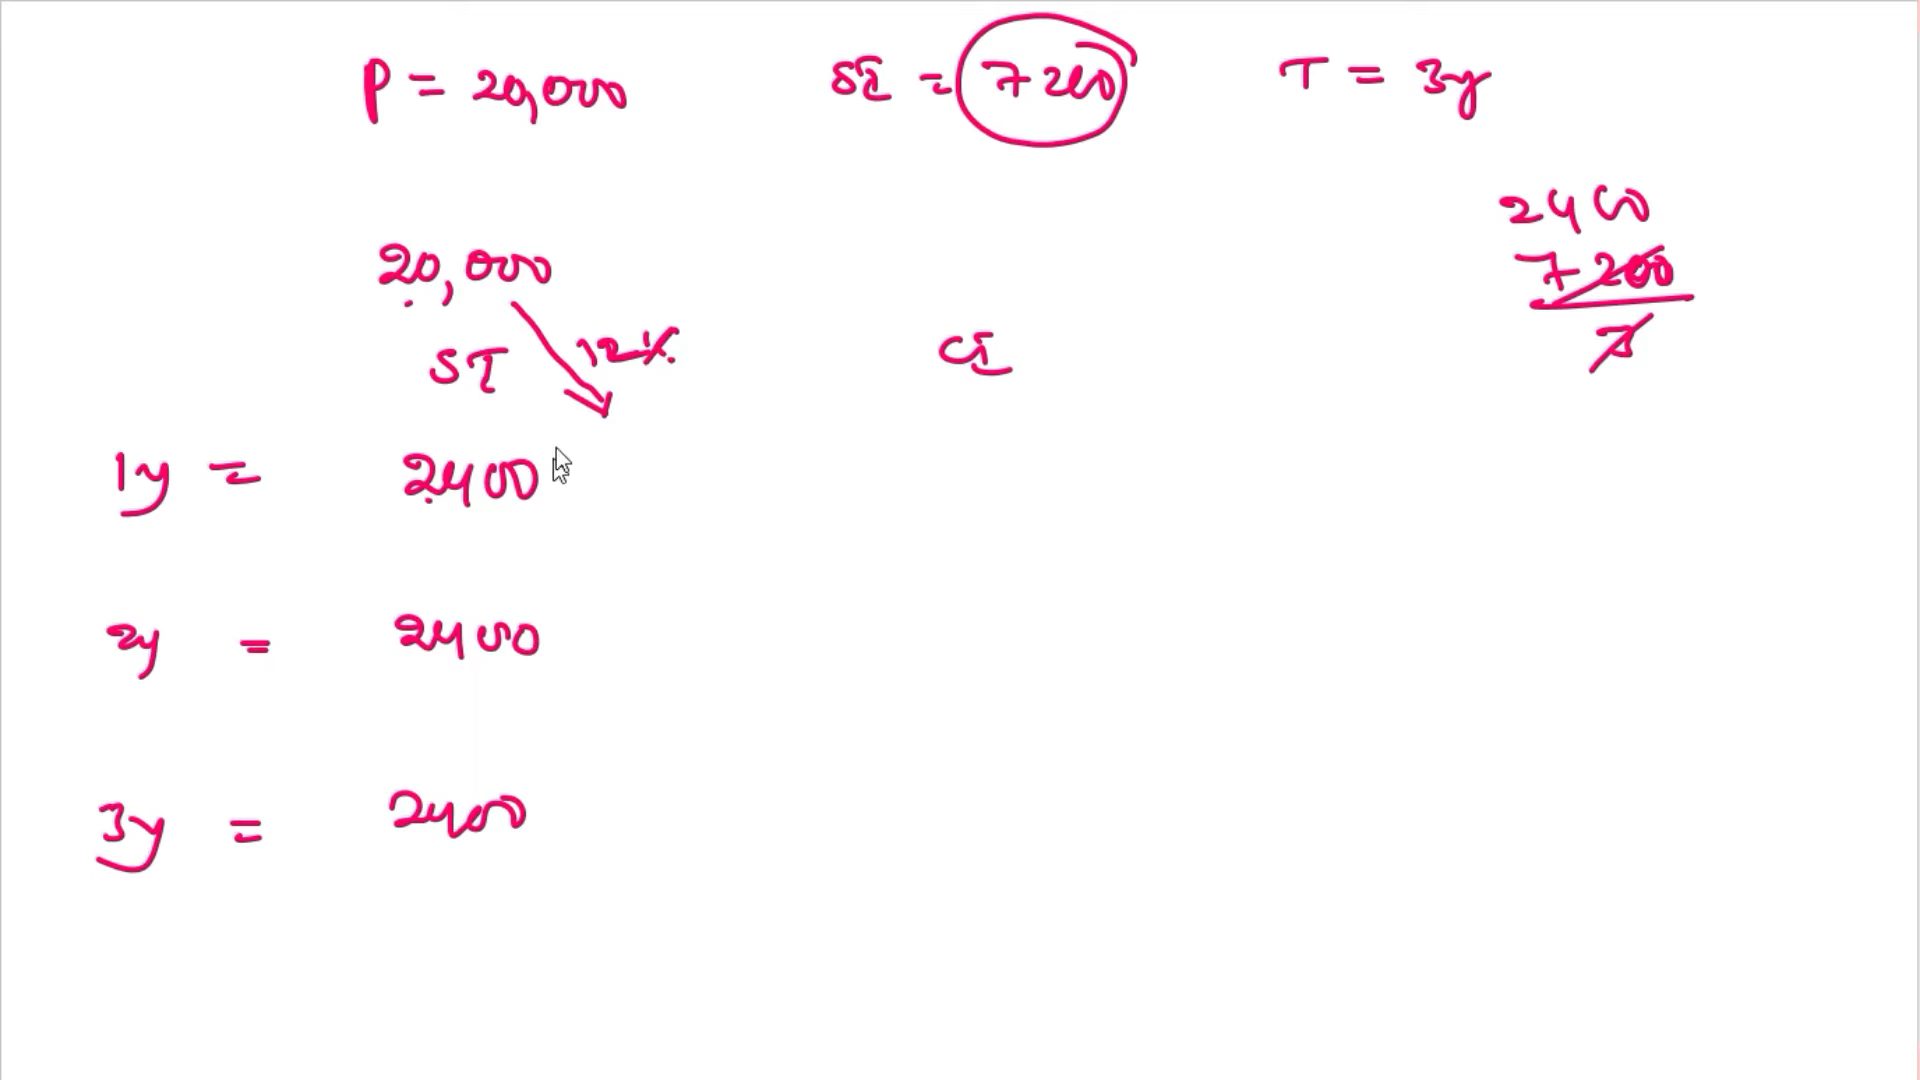 P = 20,000 SI = 7200 T = 3y
2400
20,000 7200
3
SI 12% CI
1y = 2400
2y = 2400
3y = 2400